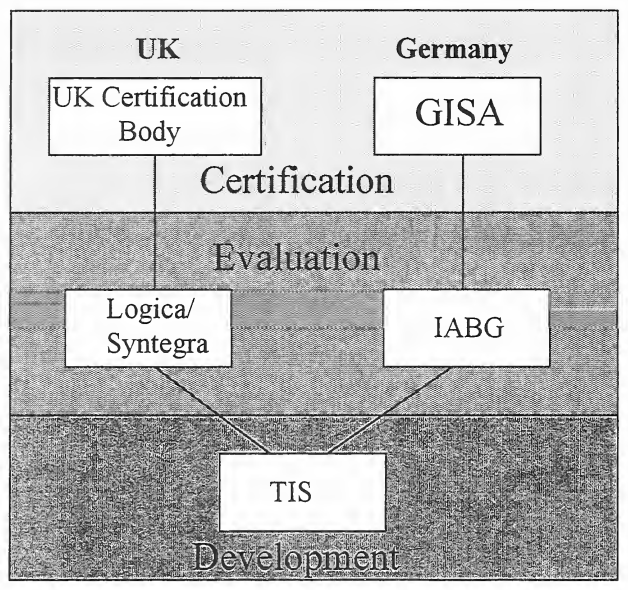 UK
Germany
UK Certification
Body
GISA
Certification
Evaluation
Logica/
Syntegra
IABG
TIS
Development